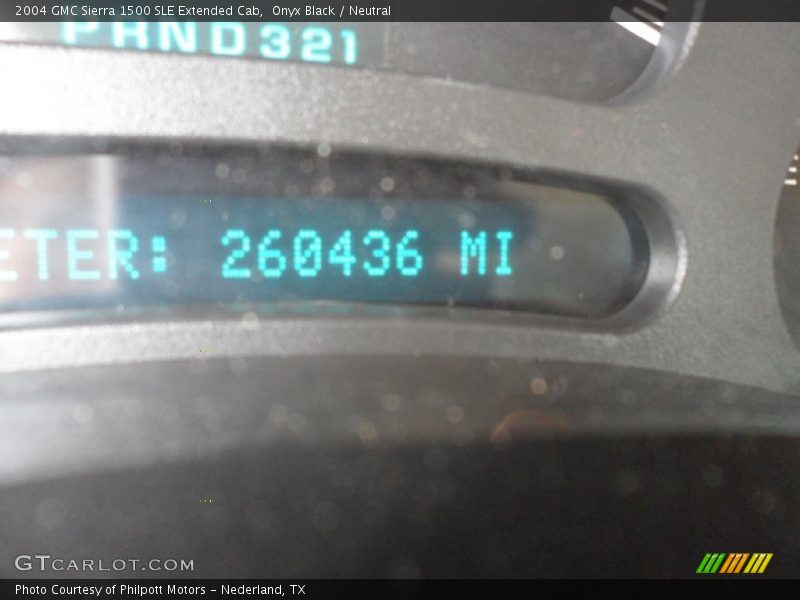 2004 GMC Sierra 1500 SLE Extended Cab, Onyx Black / Neutral
PRND321
ETER: 260436 MI
GTCARLOT.COM
Photo Courtesy of Philpott Motors - Nederland, TX